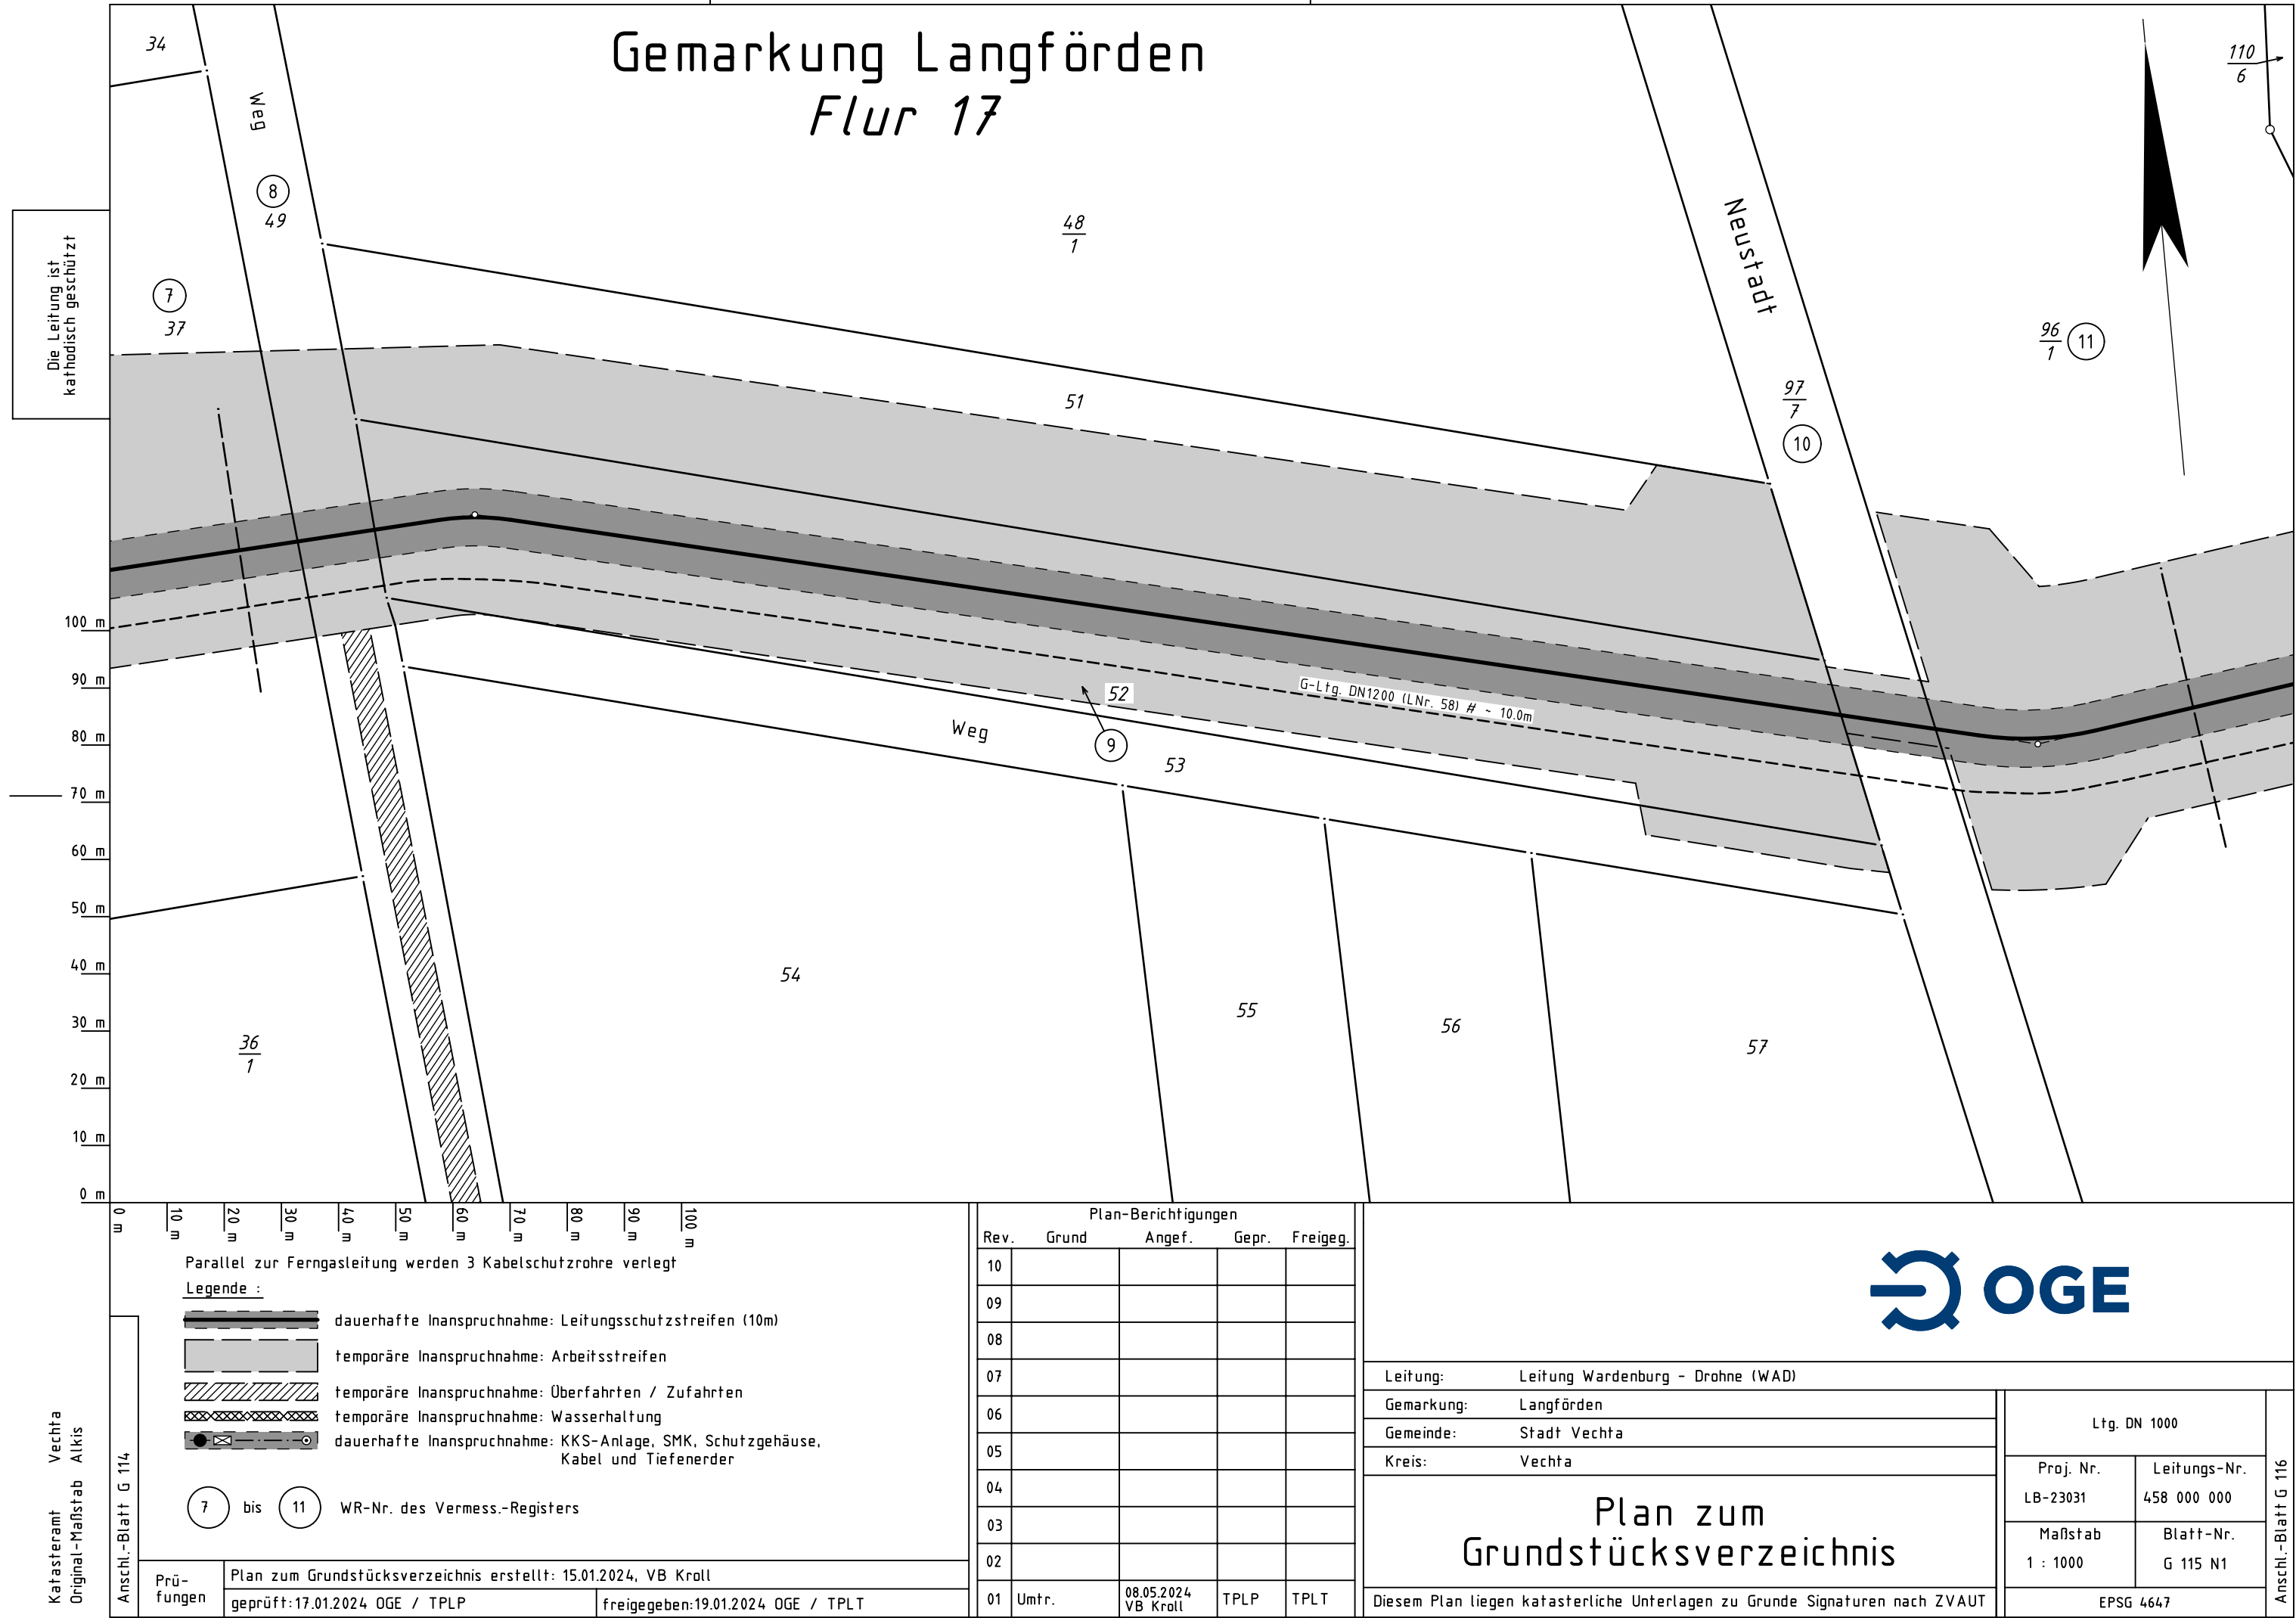 Gemarkung Langförden
Flur 17
34
Weg
8
49
7
37
48
1
51
Neustadt
97
7
10
96
1
11
110
6
Die Leitung ist
kathodisch geschützt
G-Ltg. DN1200 (LNr. 58) # ~ 10.0m
52
9
Weg
53
54
55
56
57
36
1
100 m
90 m
80 m
70 m
60 m
50 m
40 m
30 m
20 m
10 m
0 m
0 m
10 m
20 m
30 m
40 m
50 m
60 m
70 m
80 m
90 m
100 m
Parallel zur Ferngasleitung werden 3 Kabelschutzrohre verlegt
Legende :
dauerhafte Inanspruchnahme: Leitungsschutzstreifen (10m)
temporäre Inanspruchnahme: Arbeitsstreifen
temporäre Inanspruchnahme: Überfahrten / Zufahrten
temporäre Inanspruchnahme: Wasserhaltung
dauerhafte Inanspruchnahme: KKS-Anlage, SMK, Schutzgehäuse,
Kabel und Tiefenerder
7 bis 11 WR-Nr. des Vermess.-Registers
Katasteramt Vechta
Original-Maßstab Alkis
Anschl.-Blatt G 114
Prü-
fungen
Plan zum Grundstücksverzeichnis erstellt: 15.01.2024, VB Kroll
geprüft:17.01.2024 OGE / TPLP
freigegeben:19.01.2024 OGE / TPLT
Plan-Berichtigungen
Rev. Grund Angef. Gepr. Freigeg.
10
09
08
07
06
05
04
03
02
01 Umtr. 08.05.2024 TPLP TPLT
VB Kroll
OGE
Leitung: Leitung Wardenburg - Drohne (WAD)
Gemarkung: Langförden
Gemeinde: Stadt Vechta
Kreis: Vechta
Plan zum
Grundstücksverzeichnis
Diesem Plan liegen katasterliche Unterlagen zu Grunde Signaturen nach ZVAUT
Ltg. DN 1000
Proj. Nr. Leitungs-Nr.
LB-23031 458 000 000
Maßstab Blatt-Nr.
1 : 1000 G 115 N1
EPSG 4647
Anschl.-Blatt G 116